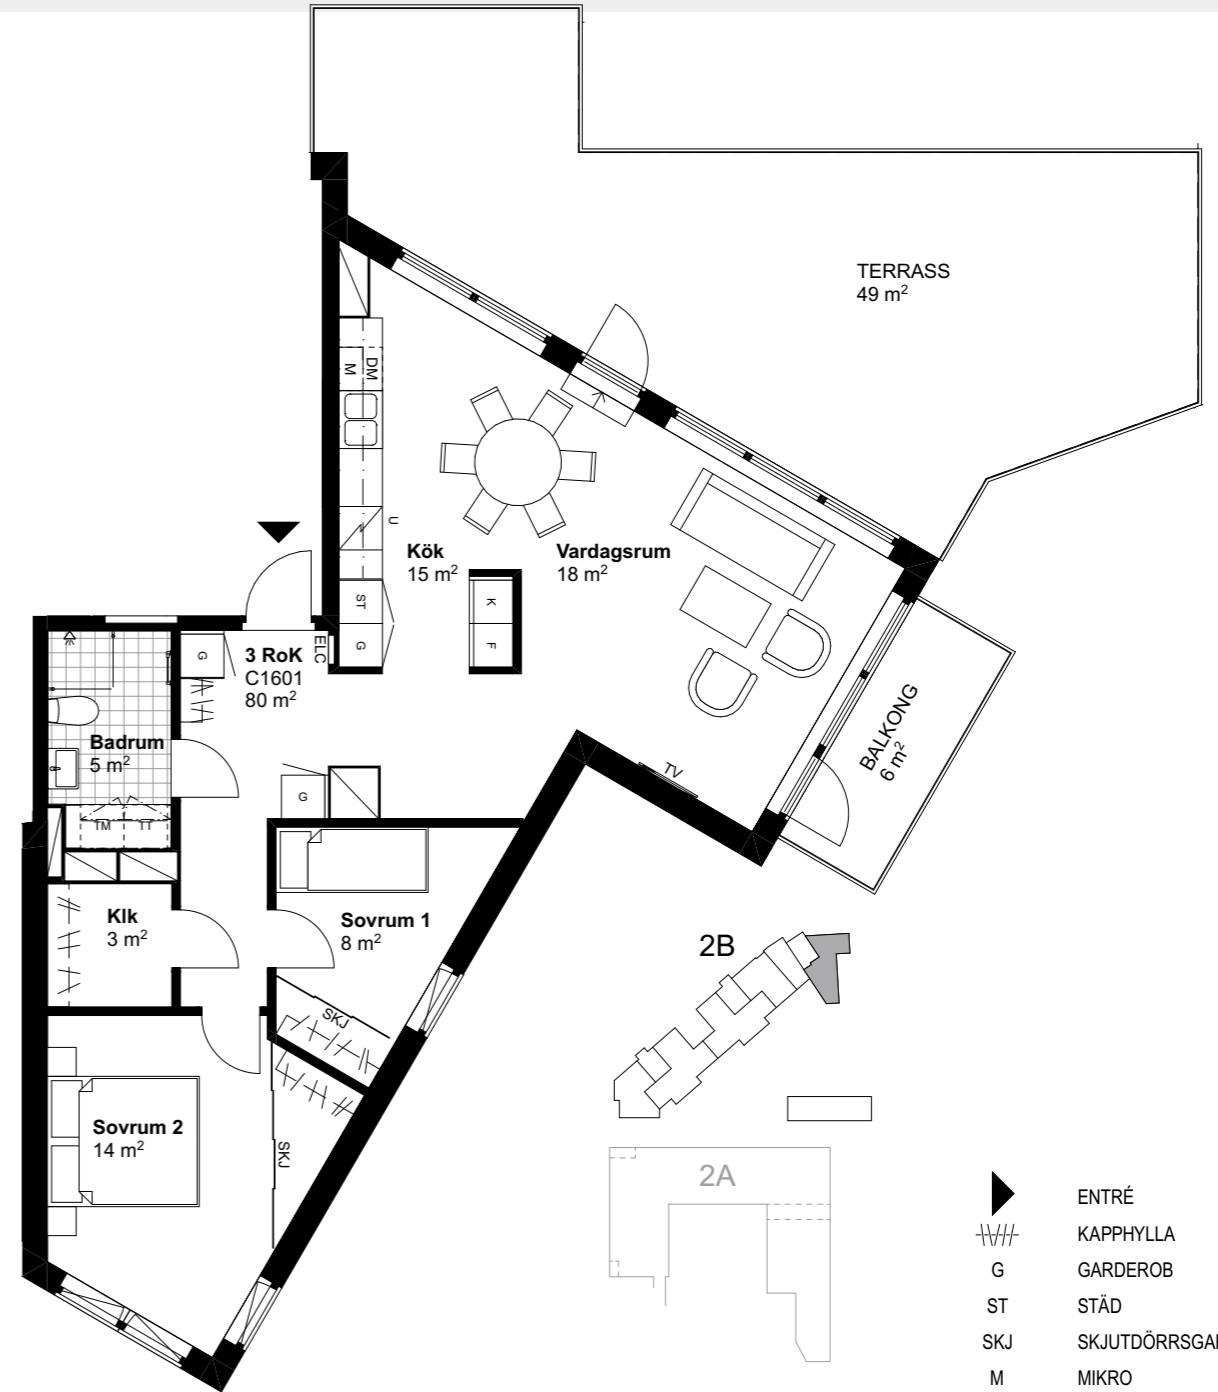 TERRASS
49 m²
DM
M
U
Kök
15 m²
Vardagsrum
18 m²
ST
G
K
F
ELC
G
3 RoK
C1601
80 m²
Badrum
5 m²
BALKONG
6 m²
TV
G
TM
TT
Klk
3 m²
Sovrum 1
8 m²
SKJ
2B
Sovrum 2
14 m²
SKJ
2A
ENTRÉ
KAPPHYLLA
G GARDEROB
ST STÄD
SKJ SKJUTDÖRRSGA
M MIKRO